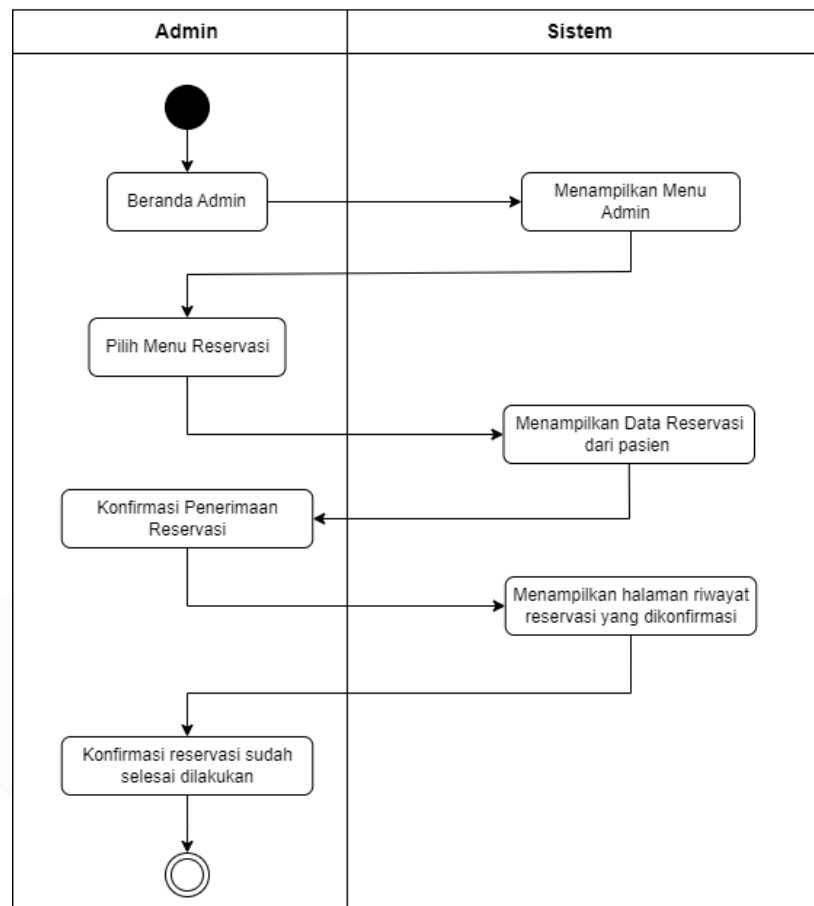 Admin
Sistem
Beranda Admin
Menampilkan Menu
Admin
Pilih Menu Reservasi
Menampilkan Data Reservasi
dari pasien
Konfirmasi Penerimaan
Reservasi
Menampilkan halaman riwayat
reservasi yang dikonfirmasi
Konfirmasi reservasi sudah
selesai dilakukan